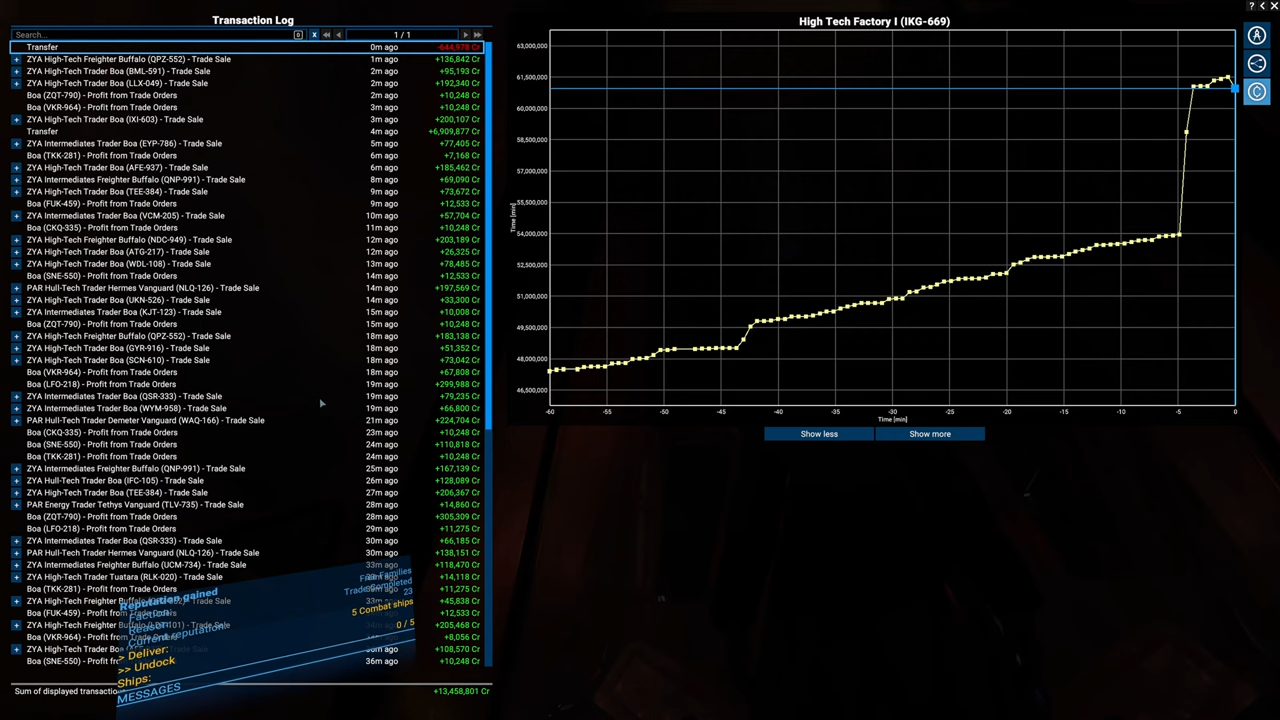 Transaction Log
Search...
X
1 / 1
Transfer 0m ago -644,978 Cr
+ ZYA High-Tech Freighter Buffalo (QPZ-552) - Trade Sale 1m ago +136,842 Cr
+ ZYA High-Tech Trader Boa (BML-591) - Trade Sale 2m ago +95,193 Cr
+ ZYA High-Tech Trader Boa (LLX-049) - Trade Sale 2m ago +192,340 Cr
Boa (ZQT-790) - Profit from Trade Orders 2m ago +10,248 Cr
Boa (VKR-964) - Profit from Trade Orders 3m ago +10,248 Cr
+ ZYA High-Tech Trader Boa (IXI-603) - Trade Sale 3m ago +200,107 Cr
Transfer 4m ago +6,909,877 Cr
+ ZYA Intermediates Trader Boa (EYP-786) - Trade Sale 5m ago +77,405 Cr
Boa (TKK-281) - Profit from Trade Orders 6m ago +7,168 Cr
+ ZYA High-Tech Trader Boa (AFE-937) - Trade Sale 6m ago +185,462 Cr
+ ZYA Intermediates Freighter Buffalo (QNP-991) - Trade Sale 8m ago +69,090 Cr
+ ZYA High-Tech Trader Boa (TEE-384) - Trade Sale 9m ago +73,672 Cr
Boa (FUK-459) - Profit from Trade Orders 9m ago +12,533 Cr
+ ZYA Intermediates Trader Boa (VCM-205) - Trade Sale 10m ago +57,704 Cr
Boa (CKQ-335) - Profit from Trade Orders 11m ago +10,248 Cr
+ ZYA High-Tech Freighter Buffalo (NDC-949) - Trade Sale 12m ago +203,189 Cr
+ ZYA High-Tech Trader Boa (ATG-217) - Trade Sale 12m ago +26,325 Cr
+ ZYA High-Tech Trader Boa (WDL-108) - Trade Sale 13m ago +78,485 Cr
Boa (SNE-550) - Profit from Trade Orders 14m ago +12,533 Cr
+ PAR Hull-Tech Trader Hermes Vanguard (NLQ-126) - Trade Sale 14m ago +197,569 Cr
+ ZYA High-Tech Trader Boa (UKN-526) - Trade Sale 14m ago +33,300 Cr
+ ZYA Intermediates Trader Boa (KJT-123) - Trade Sale 15m ago +10,008 Cr
Boa (ZQT-790) - Profit from Trade Orders 15m ago +10,248 Cr
+ ZYA High-Tech Freighter Buffalo (QPZ-552) - Trade Sale 18m ago +183,138 Cr
+ ZYA High-Tech Trader Boa (GYR-916) - Trade Sale 18m ago +51,352 Cr
+ ZYA High-Tech Trader Boa (SCN-610) - Trade Sale 18m ago +73,042 Cr
Boa (VKR-964) - Profit from Trade Orders 18m ago +67,808 Cr
Boa (LFO-218) - Profit from Trade Orders 19m ago +299,988 Cr
+ ZYA Intermediates Trader Boa (QSR-333) - Trade Sale 19m ago +79,235 Cr
+ ZYA Intermediates Trader Boa (WYM-958) - Trade Sale 19m ago +66,800 Cr
+ PAR Hull-Tech Trader Demeter Vanguard (WAQ-166) - Trade Sale 21m ago +224,704 Cr
Boa (CKQ-335) - Profit from Trade Orders 23m ago +10,248 Cr
Boa (SNE-550) - Profit from Trade Orders 24m ago +110,818 Cr
Boa (TKK-281) - Profit from Trade Orders 24m ago +10,248 Cr
+ ZYA Intermediates Freighter Buffalo (QNP-991) - Trade Sale 25m ago +167,139 Cr
+ ZYA Hull-Tech Trader Boa (IFC-105) - Trade Sale 26m ago +128,089 Cr
+ ZYA High-Tech Trader Boa (TEE-384) - Trade Sale 27m ago +206,367 Cr
+ PAR Energy Trader Tethys Vanguard (TLV-735) - Trade Sale 28m ago +14,860 Cr
Boa (ZQT-790) - Profit from Trade Orders 28m ago +305,309 Cr
Boa (LFO-218) - Profit from Trade Orders 29m ago +11,275 Cr
+ ZYA Intermediates Trader Boa (QSR-333) - Trade Sale 30m ago +66,185 Cr
+ PAR Hull-Tech Trader Hermes Vanguard (NLQ-126) - Trade Sale 30m ago +138,151 Cr
+ ZYA Intermediates Freighter Buffalo (UCM-734) - Trade Sale 33m ago +118,470 Cr
+ ZYA High-Tech Trader Tuatara (RLK-020) - Trade Sale +14,118 Cr
Boa (TKK-281) - Profit from Trade Orders +11,275 Cr
+ ZYA High-Tech Freighter 33m ago +45,838 Cr
Boa (FUK-459) +12,533 Cr
+ ZYA High-Tech Freighter +205,468 Cr
Boa (VKR-964) +8,056 Cr
+ ZYA High-Tech +108,570 Cr
Boa (SNE-550) 36m ago +10,248 Cr
Reputation gained
Faction:
Families
Reason:
Trade Completed
Current reputation:
23
5 Combat ships
> Deliver:
0 / 5
>> Undock
Ships:
MESSAGES
Sum of displayed transactio +13,458,801 Cr
High Tech Factory I (IKG-669)
? < X
63,000,000
61,500,000
60,000,000
58,500,000
57,000,000
55,500,000
54,000,000
52,500,000
51,000,000
49,500,000
48,000,000
46,500,000
Time [min]
-60 -55 -50 -45 -40 -35 -30 -25 -20 -15 -10 -5 0
Time [min]
Show less Show more